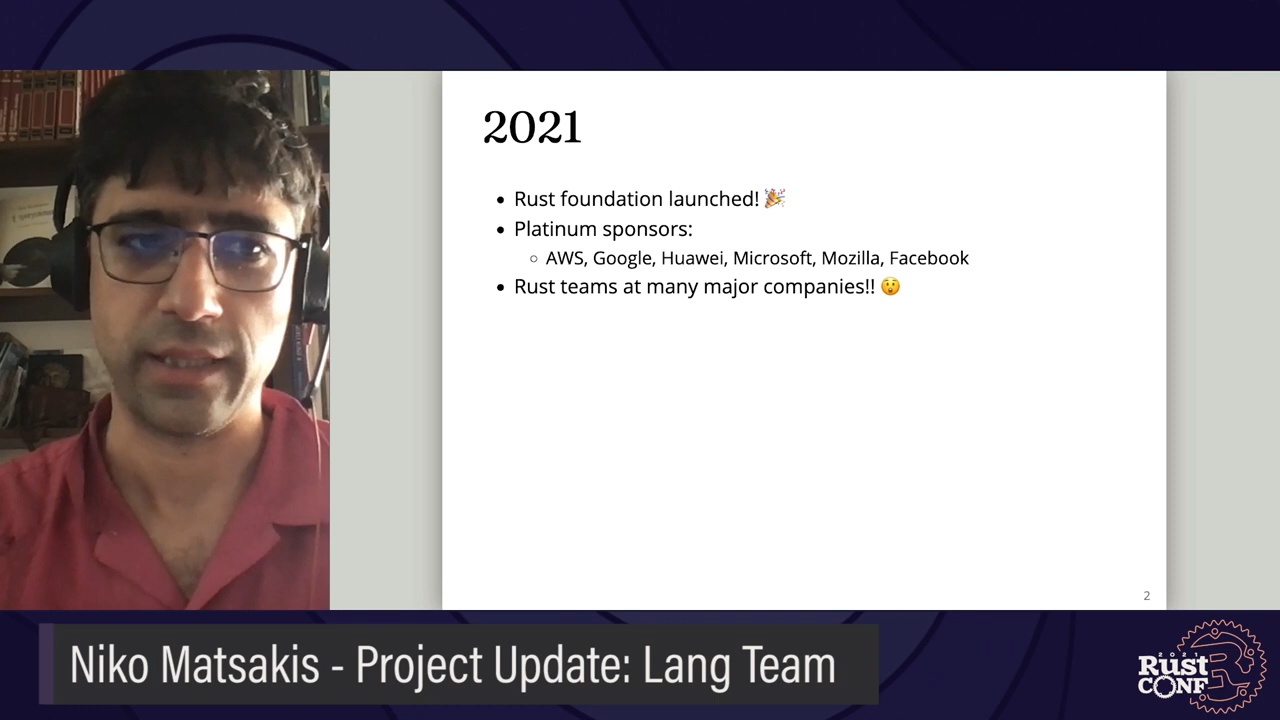 2021
Rust foundation launched! 🎉
Platinum sponsors:
AWS, Google, Huawei, Microsoft, Mozilla, Facebook
Rust teams at many major companies!! 😲
2
Niko Matsakis - Project Update: Lang Team
2021
Rust
CONF